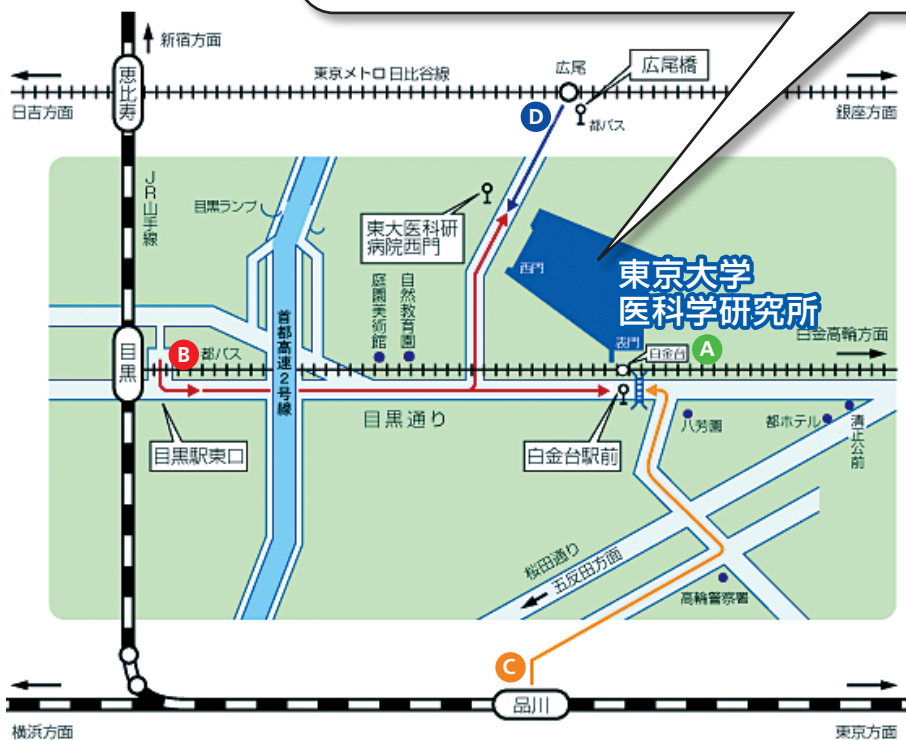 新宿方面
恵比寿
東京メトロ日比谷線
広尾
広尾橋
日吉方面
銀座方面
D
都バス
JR山手線
目黒ランプ
東大医科研
病院西門
西門
東京大学
医科学研究所
庭園美術館
自然教育園
首都高速2号線
表門
白金台
A
白金高輪方面
目黒
B
都バス
目黒通り
八芳園
都ホテル
清正公前
目黒駅東口
白金台駅前
桜田通り
五反田方面
高輪警察署
C
品川
横浜方面
東京方面